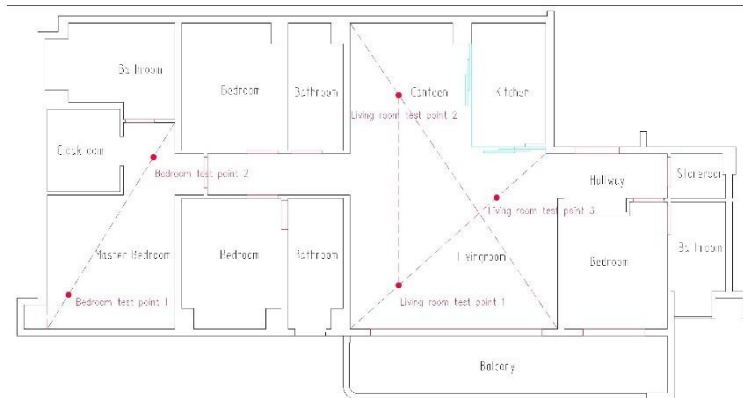 Bathroom
Bedroom
Bathroom
Canteen
Kitchen
Living room test point 2
Cloakroom
Bedroom test point 2
Hallway
Storeroom
Living room test point 3
Master Bedroom
Bedroom
Bathroom
Livingroom
Bedroom
Bathroom
Bedroom test point 1
Living room test point 1
Balcony